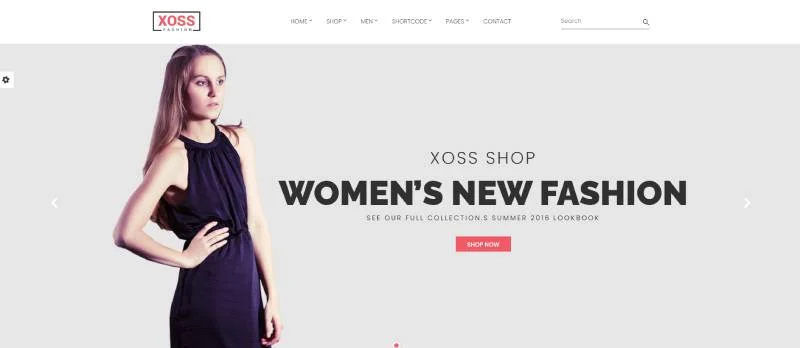 XOSS
FASHION
HOME SHOP MEN SHORTCODE PAGES CONTACT
Search
XOSS SHOP
WOMEN'S NEW FASHION
SEE OUR FULL COLLECTION.S SUMMER 2016 LOOKBOOK
SHOP NOW